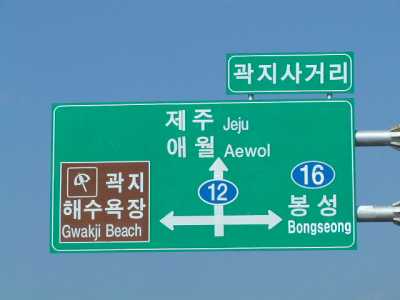 곽지사거리
제주 Jeju
애월 Aewol
16
12
곽지
해수욕장
Gwakji Beach
봉성
Bongseong